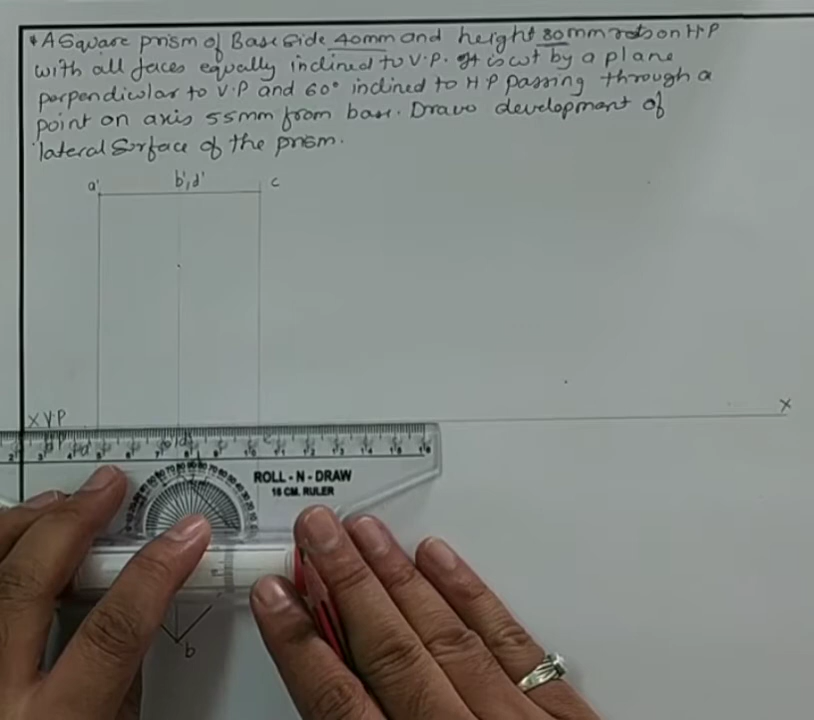 * A Square prism of Base side 40mm and height 80mm rests on H.P
with all faces equally inclined to V.P. It is cut by a plane
perpendicular to V.P and 60° inclined to H P passing through a
point on axis 55mm from base. Draw development of
lateral Surface of the prism.
a' b',d' c
X V.P X
ROLL - N - DRAW
16 CM. RULER
b